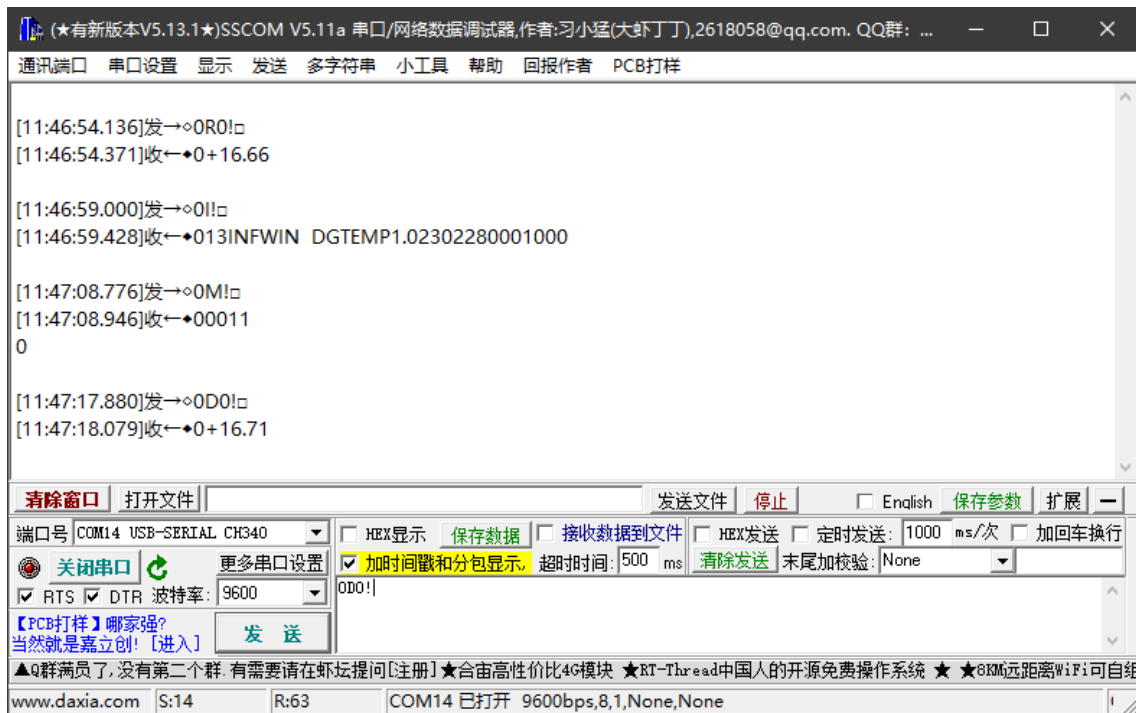 (★有新版本V5.13.1★)SSCOM V5.11a 串口/网络数据调试器,作者:习小猛(大虾丁丁),2618058@qq.com. QQ群: ...
通讯端口 串口设置 显示 发送 多字符串 小工具 帮助 回报作者 PCB打样
[11:46:54.136]发→◇0R0!□
[11:46:54.371]收←◆0+16.66
[11:46:59.000]发→◇0I!□
[11:46:59.428]收←◆013INFWIN  DGTEMP1.02302280001000
[11:47:08.776]发→◇0M!□
[11:47:08.946]收←◆00011
0
[11:47:17.880]发→◇0D0!□
[11:47:18.079]收←◆0+16.71
清除窗口 打开文件 发送文件 停止 English 保存参数 扩展 —
端口号 COM14 USB-SERIAL CH340 HEX显示 保存数据 接收数据到文件 HEX发送 定时发送: 1000 ms/次 加回车换行
关闭串口 更多串口设置 加时间戳和分包显示, 超时时间: 500 ms 清除发送 末尾加校验: None
RTS DTR 波特率: 9600 0D0!
【PCB打样】哪家强?
当然就是嘉立创! [进入] 发 送
▲Q群满员了,没有第二个群.有需要请在虾坛提问[注册]★合宙高性价比4G模块 ★RT-Thread中国人的开源免费操作系统 ★ ★8KM远距离WiFi可自组
www.daxia.com S:14 R:63 COM14 已打开 9600bps,8,1,None,None